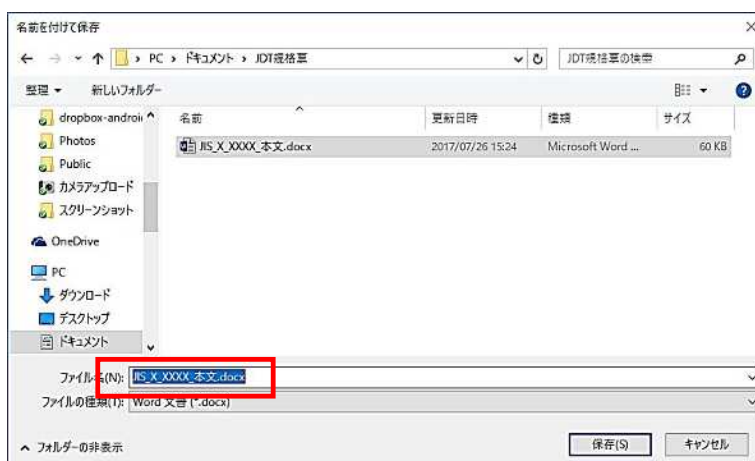 名前を付けて保存
PC › ドキュメント › JDT規格票
JDT規格票の検索
整理 新しいフォルダー
dropbox-androi
Photos
Public
カメラアップロード
スクリーンショット
OneDrive
PC
ダウンロード
デスクトップ
ドキュメント
名前 更新日時 種類 サイズ
JIS_X_XXXX_本文.docx 2017/07/26 15:24 Microsoft Word ... 60 KB
ファイル名(N): JIS_X_XXXX_本文.docx
ファイルの種類(T): Word 文書 (*.docx)
フォルダーの非表示 保存(S) キャンセル